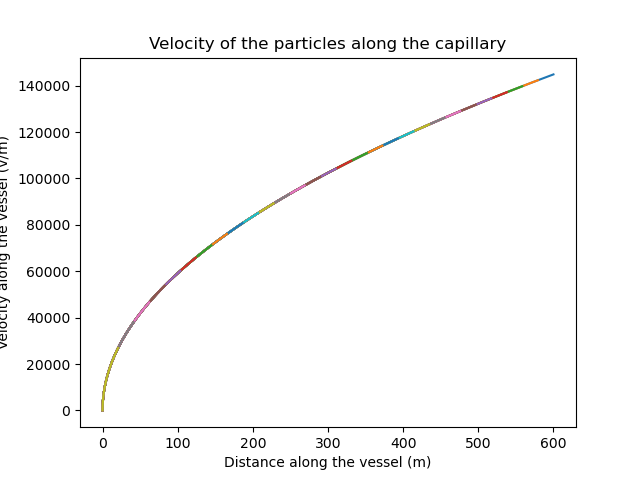 Velocity of the particles along the capillary
140000
120000
100000
80000
60000
40000
20000
0
Velocity along the vessel (v/m)
0 100 200 300 400 500 600
Distance along the vessel (m)